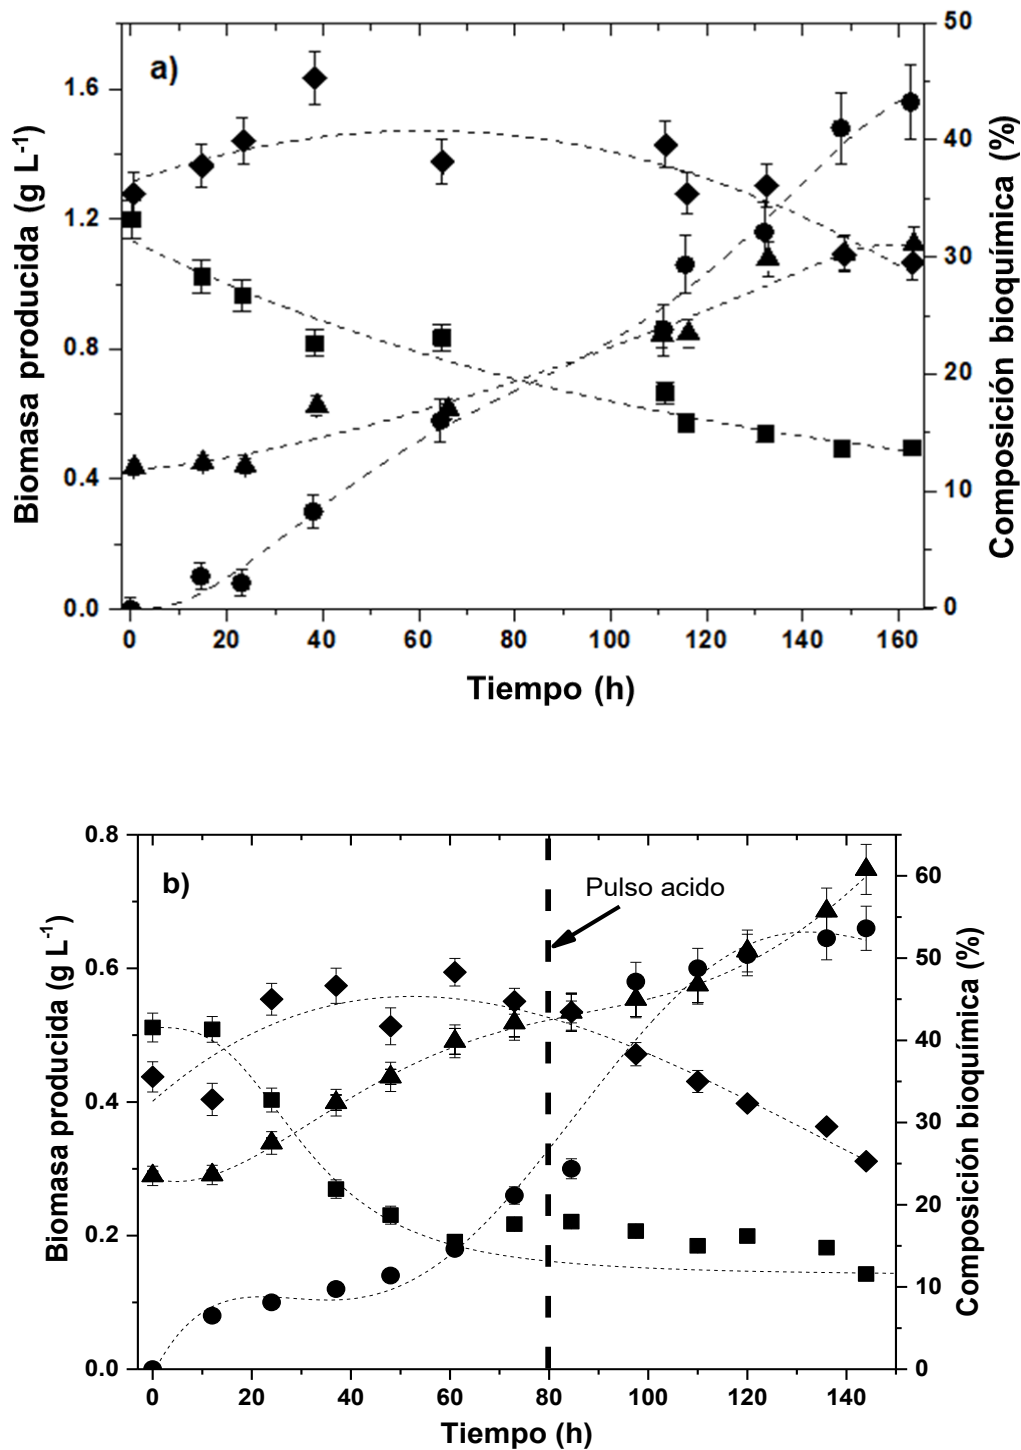 a)
Biomasa producida (g L-1)
1.6
1.2
0.8
0.4
0.0
50
40
30
20
10
0
Composición bioquímica (%)
0 20 40 60 80 100 120 140 160
Tiempo (h)
b)
Pulso acido
Biomasa producida (g L-1)
0.8
0.6
0.4
0.2
0.0
60
50
40
30
20
10
0
Composición bioquímica (%)
0 20 40 60 80 100 120 140
Tiempo (h)